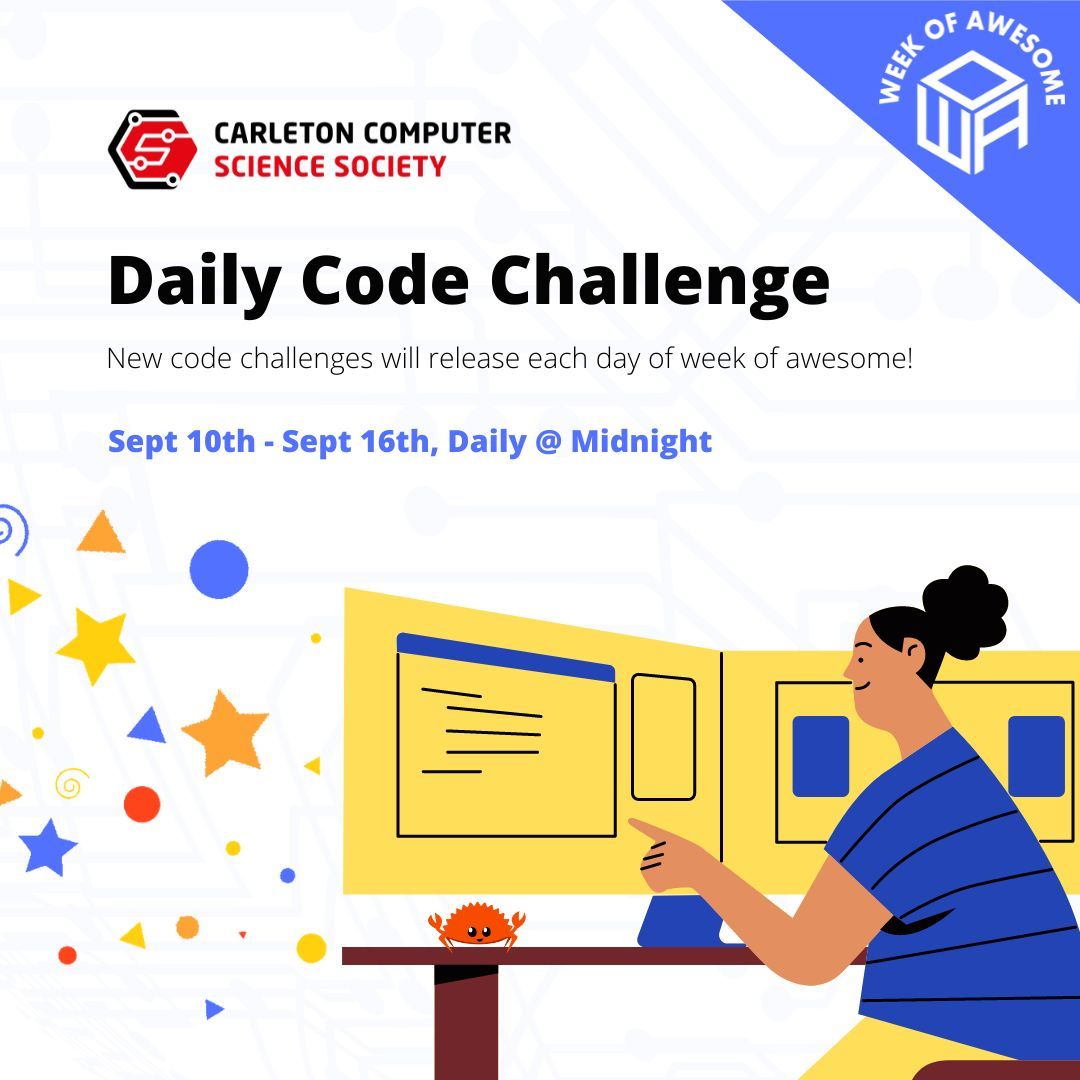 WEEK OF AWESOME
WOA
CARLETON COMPUTER
SCIENCE SOCIETY
Daily Code Challenge
New code challenges will release each day of week of awesome!
Sept 10th - Sept 16th, Daily @ Midnight